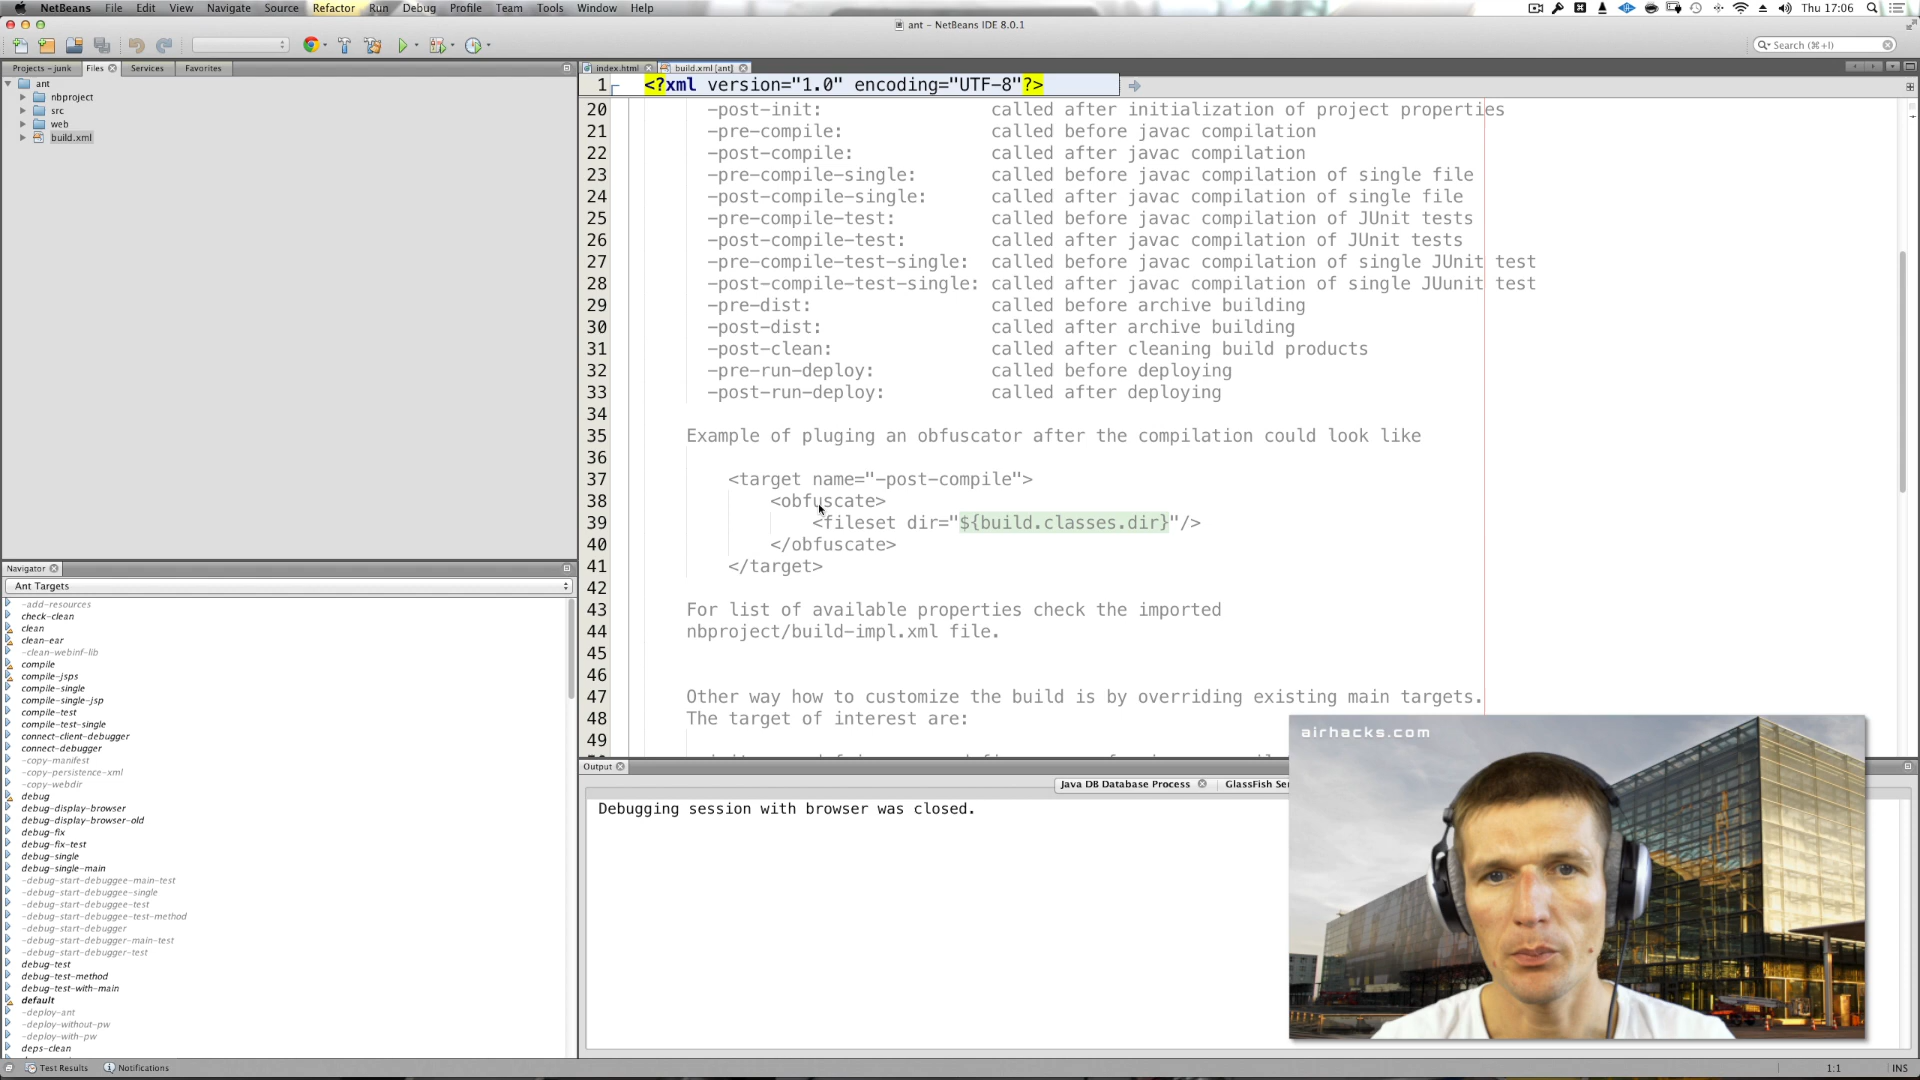 NetBeans File Edit View Navigate Source Refactor Run Debug Profile Team Tools Window Help
Thu 17:06
ant – NetBeans IDE 8.0.1
Search (⌘+I)
Projects – junk Files Services Favorites
index.html build.xml [ant]
ant
nbproject
src
web
build.xml
1 <?xml version="1.0" encoding="UTF-8"?>
20 -post-init: called after initialization of project properties
21 -pre-compile: called before javac compilation
22 -post-compile: called after javac compilation
23 -pre-compile-single: called before javac compilation of single file
24 -post-compile-single: called after javac compilation of single file
25 -pre-compile-test: called before javac compilation of JUnit tests
26 -post-compile-test: called after javac compilation of JUnit tests
27 -pre-compile-test-single: called before javac compilation of single JUnit test
28 -post-compile-test-single: called after javac compilation of single JUunit test
29 -pre-dist: called before archive building
30 -post-dist: called after archive building
31 -post-clean: called after cleaning build products
32 -pre-run-deploy: called before deploying
33 -post-run-deploy: called after deploying
34
35 Example of pluging an obfuscator after the compilation could look like
36
37 <target name="-post-compile">
38 <obfuscate>
39 <fileset dir="${build.classes.dir}"/>
40 </obfuscate>
41 </target>
42
43 For list of available properties check the imported
44 nbproject/build-impl.xml file.
45
46
47 Other way how to customize the build is by overriding existing main targets.
48 The target of interest are:
49
Navigator
Ant Targets
-add-resources
check-clean
clean
clean-ear
-clean-webinf-lib
compile
compile-jsps
compile-single
compile-single-jsp
compile-test
compile-test-single
connect-client-debugger
connect-debugger
-copy-manifest
-copy-persistence-xml
-copy-webdir
debug
debug-display-browser
debug-display-browser-old
debug-fix
debug-fix-test
debug-single
debug-single-main
-debug-start-debuggee-main-test
-debug-start-debuggee-single
-debug-start-debuggee-test
-debug-start-debuggee-test-method
-debug-start-debugger
-debug-start-debugger-main-test
-debug-start-debugger-test
debug-test
debug-test-method
debug-test-with-main
default
-deploy-ant
-deploy-without-pw
-deploy-with-pw
deps-clean
Output
Java DB Database Process GlassFish Se
Debugging session with browser was closed.
airhacks.com
Test Results Notifications
1:1 INS